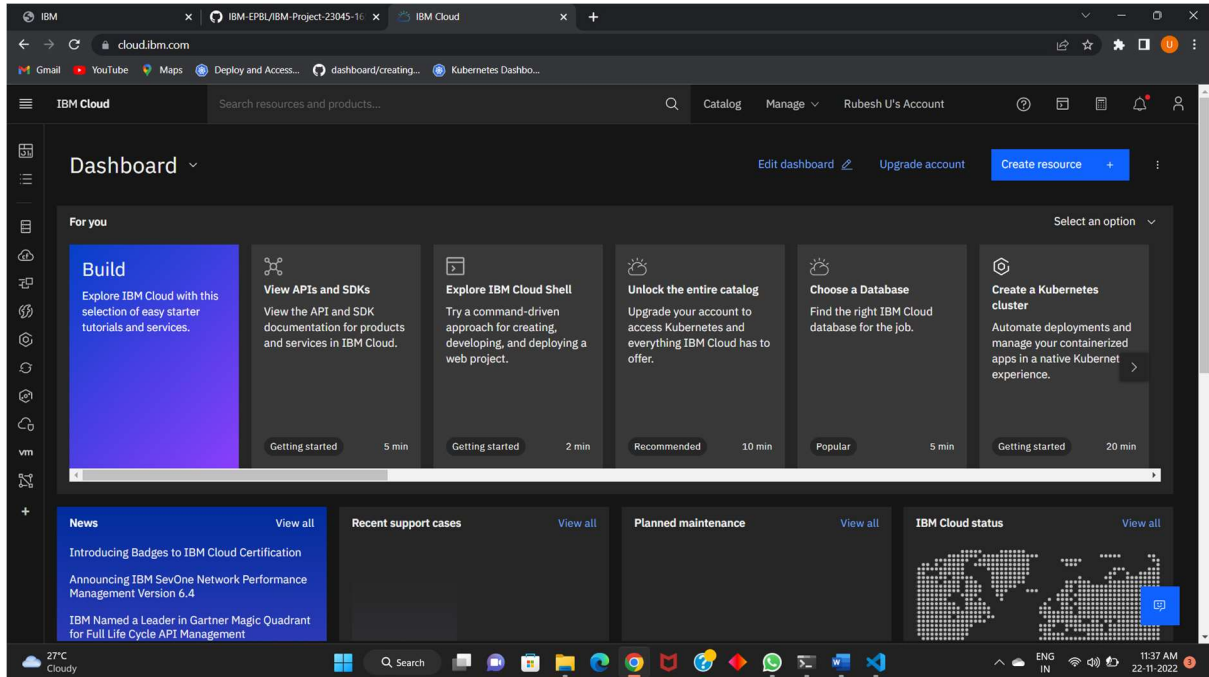 IBM
IBM-EPBL/IBM-Project-23045-16
IBM Cloud
cloud.ibm.com
U
Gmail
YouTube
Maps
Deploy and Access...
dashboard/creating...
Kubernetes Dashbo...
IBM Cloud
Search resources and products...
Catalog
Manage
Rubesh U's Account
Dashboard
Edit dashboard
Upgrade account
Create resource +
For you
Select an option
Build
Explore IBM Cloud with this
selection of easy starter
tutorials and services.
View APIs and SDKs
View the API and SDK
documentation for products
and services in IBM Cloud.
Getting started 5 min
Explore IBM Cloud Shell
Try a command-driven
approach for creating,
developing, and deploying a
web project.
Getting started 2 min
Unlock the entire catalog
Upgrade your account to
access Kubernetes and
everything IBM Cloud has to
offer.
Recommended 10 min
Choose a Database
Find the right IBM Cloud
database for the job.
Popular 5 min
Create a Kubernetes
cluster
Automate deployments and
manage your containerized
apps in a native Kubernet
experience.
Getting started 20 min
vm
News View all
Introducing Badges to IBM Cloud Certification
Announcing IBM SevOne Network Performance
Management Version 6.4
IBM Named a Leader in Gartner Magic Quadrant
for Full Life Cycle API Management
Recent support cases View all
Planned maintenance View all
IBM Cloud status View all
27°C
Cloudy
Search
ENG
IN
11:37 AM
22-11-2022
3